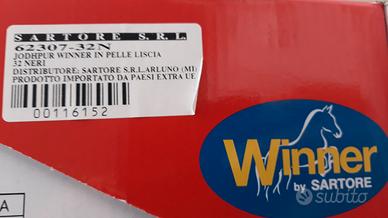 SARTORE S.R.L.
62307-32N
JODHPUR WINNER IN PELLE LISCIA
32 NERI
DISTRIBUTORE: SARTORE S.R.L.ARLUNO (MI)
PRODOTTO IMPORTATO DA PAESI EXTRA UE
00116152
Winner
by SARTORE
subito
A